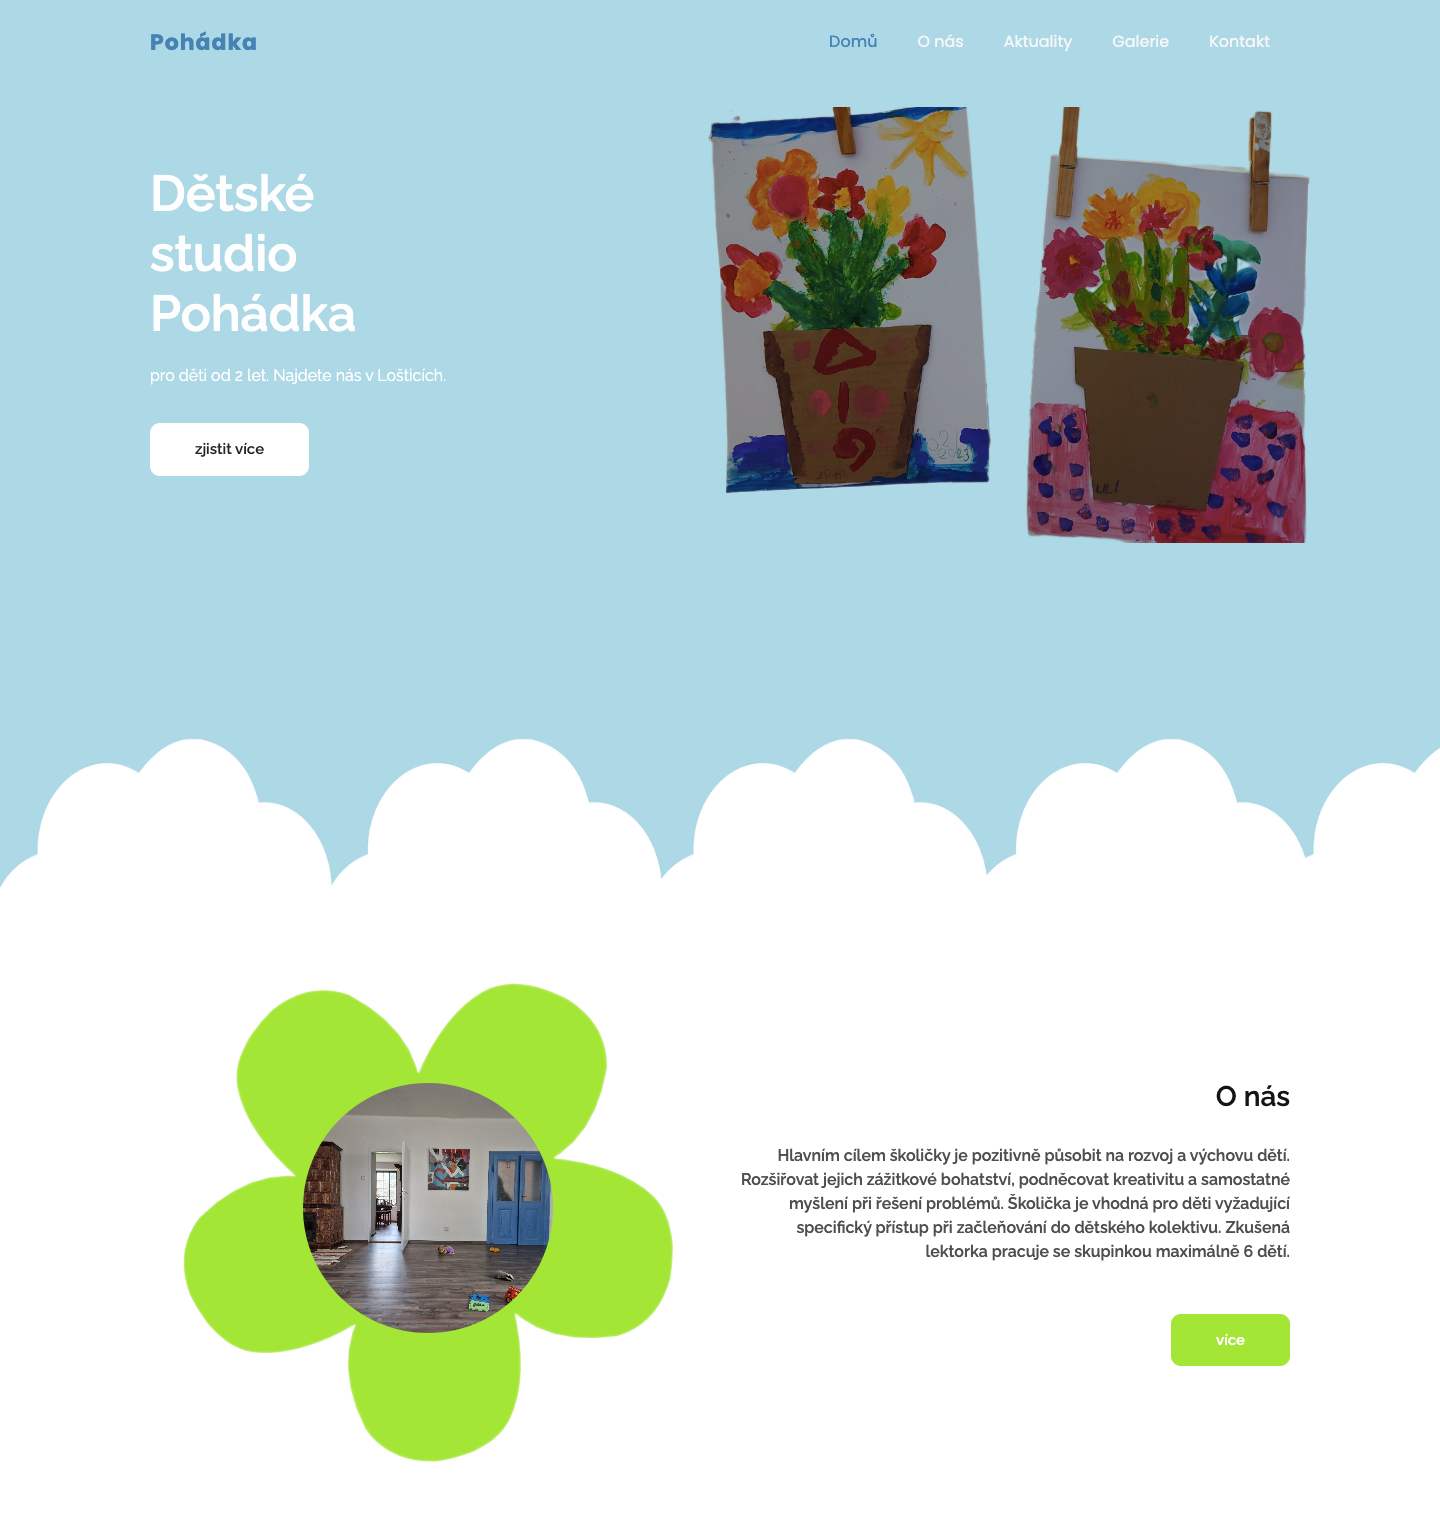 Pohádka
Domů
O nás
Aktuality
Galerie
Kontakt
Dětské
studio
Pohádka
pro děti od 2 let. Najdete nás v Lošticích.
zjistit více
O nás
Hlavním cílem školičky je pozitivně působit na rozvoj a výchovu dětí.
Rozšiřovat jejich zážitkové bohatství, podněcovat kreativitu a samostatné
myšlení při řešení problémů. Školička je vhodná pro děti vyžadující
specifický přístup při začleňování do dětského kolektivu. Zkušená
lektorka pracuje se skupinkou maximálně 6 dětí.
více